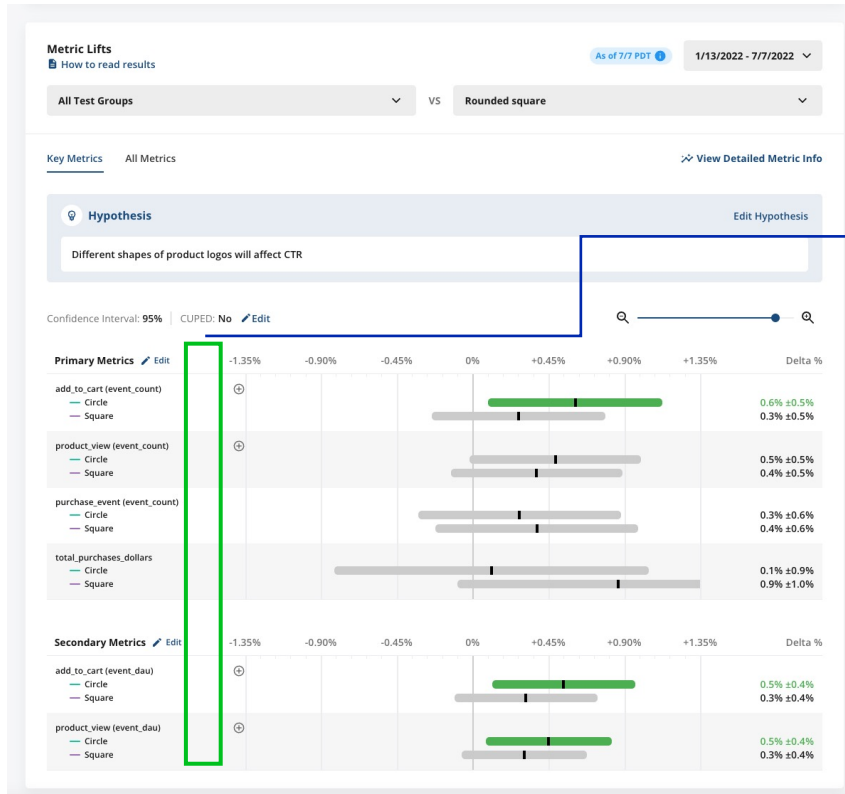 Metric Lifts
How to read results
As of 7/7 PDT
1/13/2022 - 7/7/2022
All Test Groups
VS
Rounded square
Key Metrics
All Metrics
View Detailed Metric Info
Hypothesis
Edit Hypothesis
Different shapes of product logos will affect CTR
Confidence Interval: 95% | CUPED: No Edit
Primary Metrics Edit -1.35% -0.90% -0.45% 0% +0.45% +0.90% +1.35% Delta %
add_to_cart (event_count)
Circle 0.6% ±0.5%
Square 0.3% ±0.5%
product_view (event_count)
Circle 0.5% ±0.5%
Square 0.4% ±0.5%
purchase_event (event_count)
Circle 0.3% ±0.6%
Square 0.4% ±0.6%
total_purchases_dollars
Circle 0.1% ±0.9%
Square 0.9% ±1.0%
Secondary Metrics Edit -1.35% -0.90% -0.45% 0% +0.45% +0.90% +1.35% Delta %
add_to_cart (event_dau)
Circle 0.5% ±0.4%
Square 0.3% ±0.4%
product_view (event_dau)
Circle 0.5% ±0.4%
Square 0.3% ±0.4%